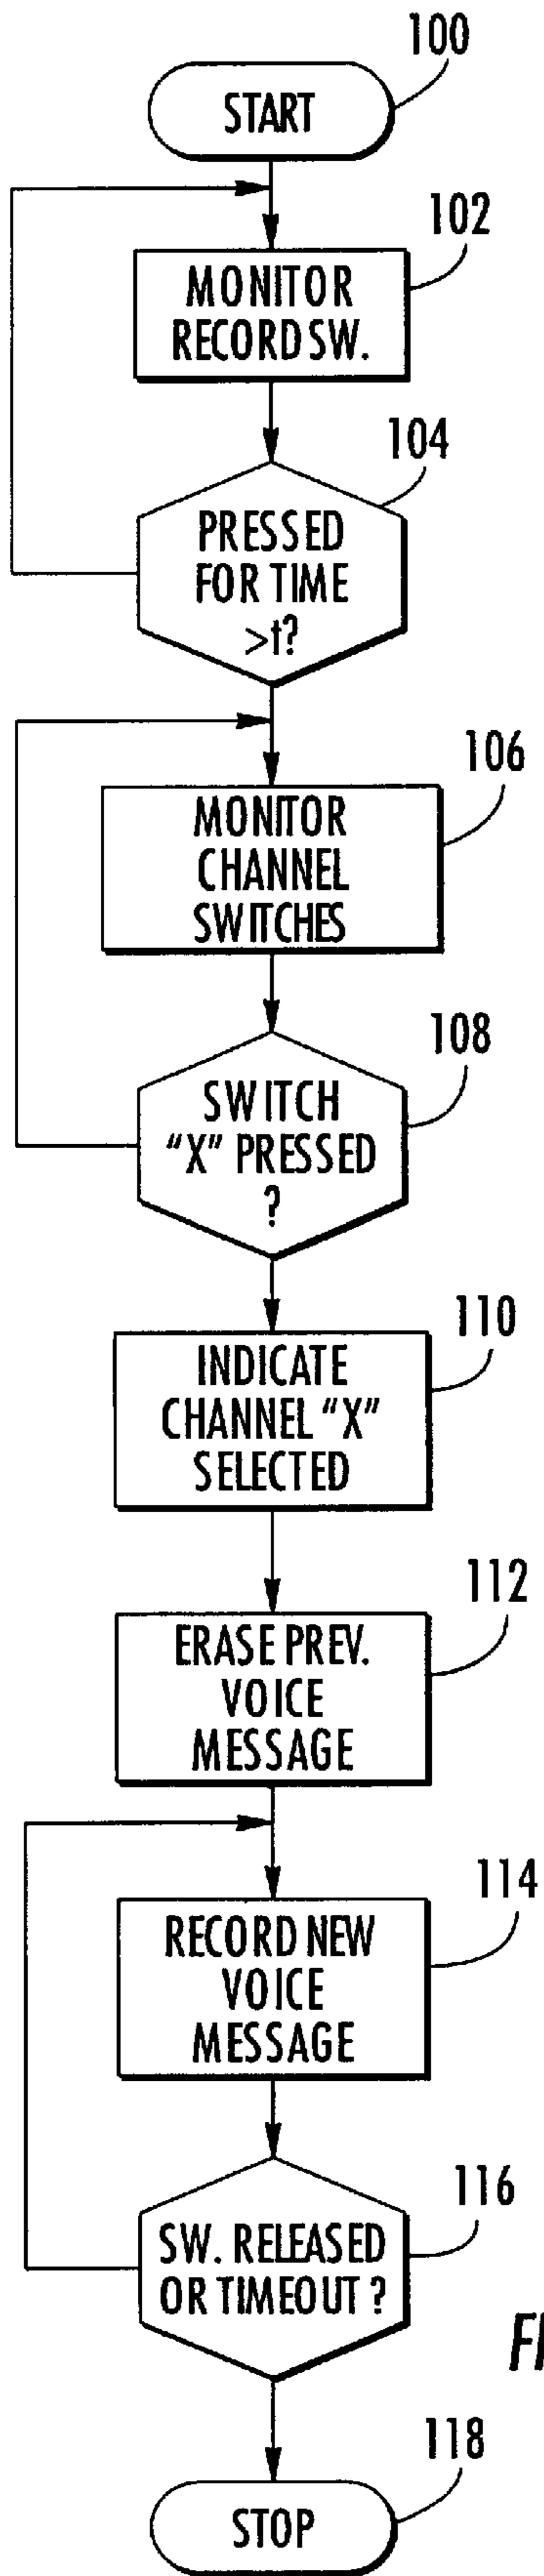 100
START
102
MONITOR
RECORD SW.
104
PRESSED
FOR TIME
>t?
106
MONITOR
CHANNEL
SWITCHES
108
SWITCH
"X" PRESSED
?
110
INDICATE
CHANNEL "X"
SELECTED
112
ERASE PREV.
VOICE
MESSAGE
114
RECORD NEW
VOICE
MESSAGE
116
SW. RELEASED
OR TIMEOUT ?
118
STOP